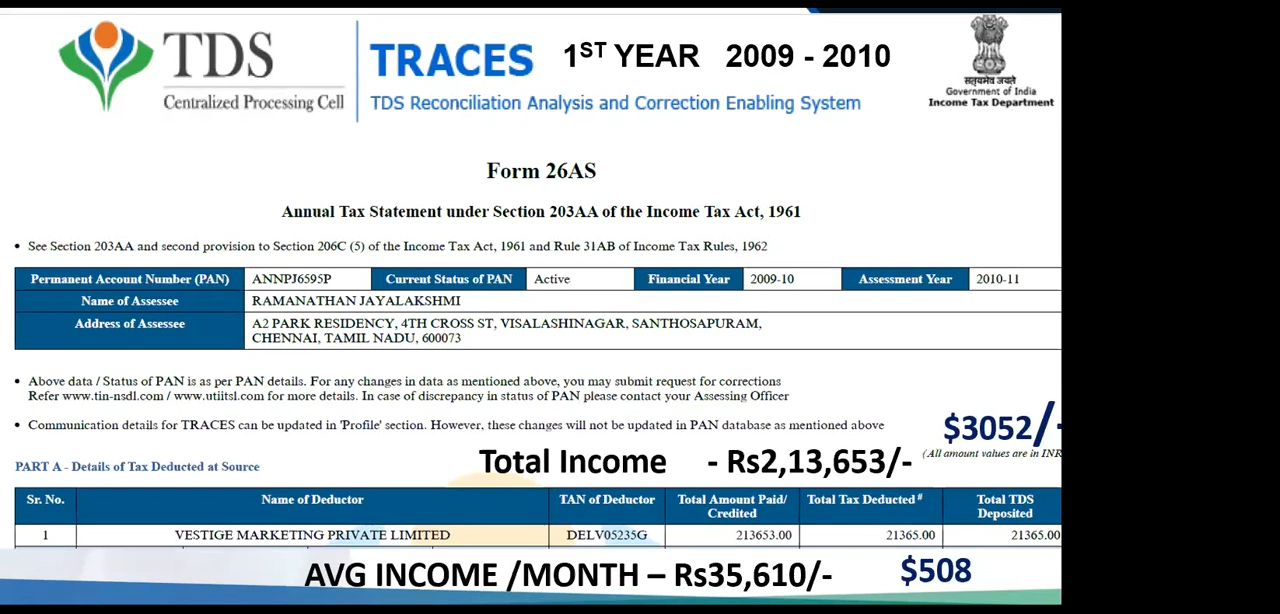 TDS
Centralized Processing Cell
TRACES 1ST YEAR 2009 - 2010
TDS Reconciliation Analysis and Correction Enabling System
सत्यमेव जयते
Government of India
Income Tax Department
Form 26AS
Annual Tax Statement under Section 203AA of the Income Tax Act, 1961
• See Section 203AA and second provision to Section 206C (5) of the Income Tax Act, 1961 and Rule 31AB of Income Tax Rules, 1962
Permanent Account Number (PAN) ANNPJ6595P Current Status of PAN Active Financial Year 2009-10 Assessment Year 2010-11
Name of Assessee RAMANATHAN JAYALAKSHMI
Address of Assessee A2 PARK RESIDENCY, 4TH CROSS ST, VISALASHINAGAR, SANTHOSAPURAM,
CHENNAI, TAMIL NADU, 600073
• Above data / Status of PAN is as per PAN details. For any changes in data as mentioned above, you may submit request for corrections
Refer www.tin-nsdl.com / www.utiitsl.com for more details. In case of discrepancy in status of PAN please contact your Assessing Officer
• Communication details for TRACES can be updated in 'Profile' section. However, these changes will not be updated in PAN database as mentioned above
$3052/-
(All amount values are in INR
PART A - Details of Tax Deducted at Source
Total Income - Rs2,13,653/-
Sr. No. Name of Deductor TAN of Deductor Total Amount Paid/ Credited Total Tax Deducted# Total TDS Deposited
1 VESTIGE MARKETING PRIVATE LIMITED DELV05235G 213653.00 21365.00 21365.00
AVG INCOME /MONTH – Rs35,610/- $508